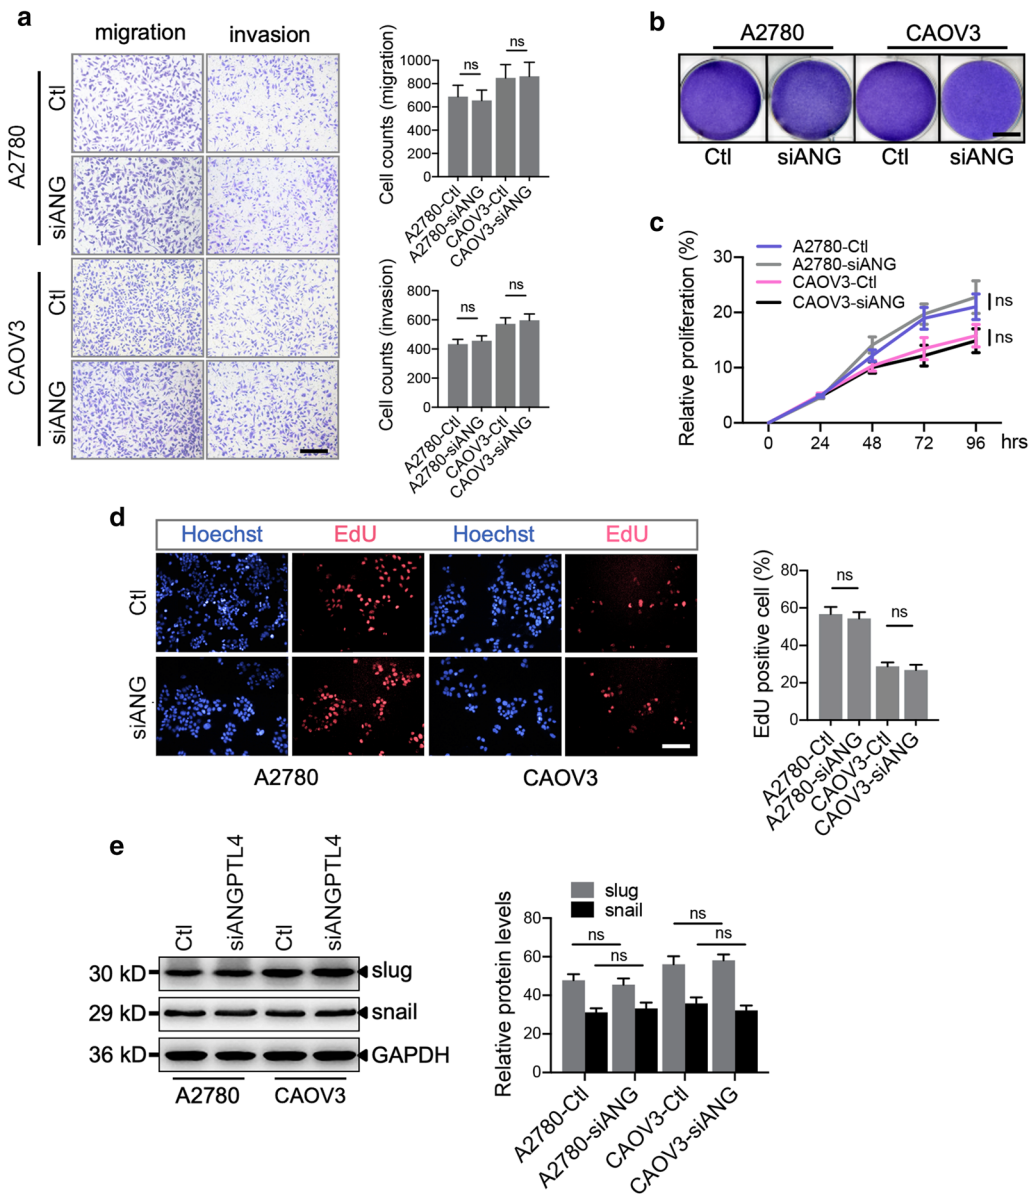 a
migration
invasion
A2780
Ctl
siANG
CAOV3
Ctl
siANG
Cell counts (migration)
1000
800
600
400
200
0
ns
ns
A2780-Ctl
A2780-siANG
CAOV3-Ctl
CAOV3-siANG
Cell counts (invasion)
800
600
400
200
0
ns
ns
A2780-Ctl
A2780-siANG
CAOV3-Ctl
CAOV3-siANG
b
A2780
CAOV3
Ctl
siANG
Ctl
siANG
c
Relative proliferation (%)
30
20
10
0
A2780-Ctl
A2780-siANG
CAOV3-Ctl
CAOV3-siANG
ns
ns
0
24
48
72
96
hrs
d
Hoechst
EdU
Hoechst
EdU
Ctl
siANG
A2780
CAOV3
EdU positive cell (%)
80
60
40
20
0
ns
ns
A2780-Ctl
A2780-siANG
CAOV3-Ctl
CAOV3-siANG
e
Ctl
siANGPTL4
Ctl
siANGPTL4
30 kD
slug
29 kD
snail
36 kD
GAPDH
A2780
CAOV3
slug
snail
Relative protein levels
80
60
40
20
0
ns
ns
ns
ns
A2780-Ctl
A2780-siANG
CAOV3-Ctl
CAOV3-siANG